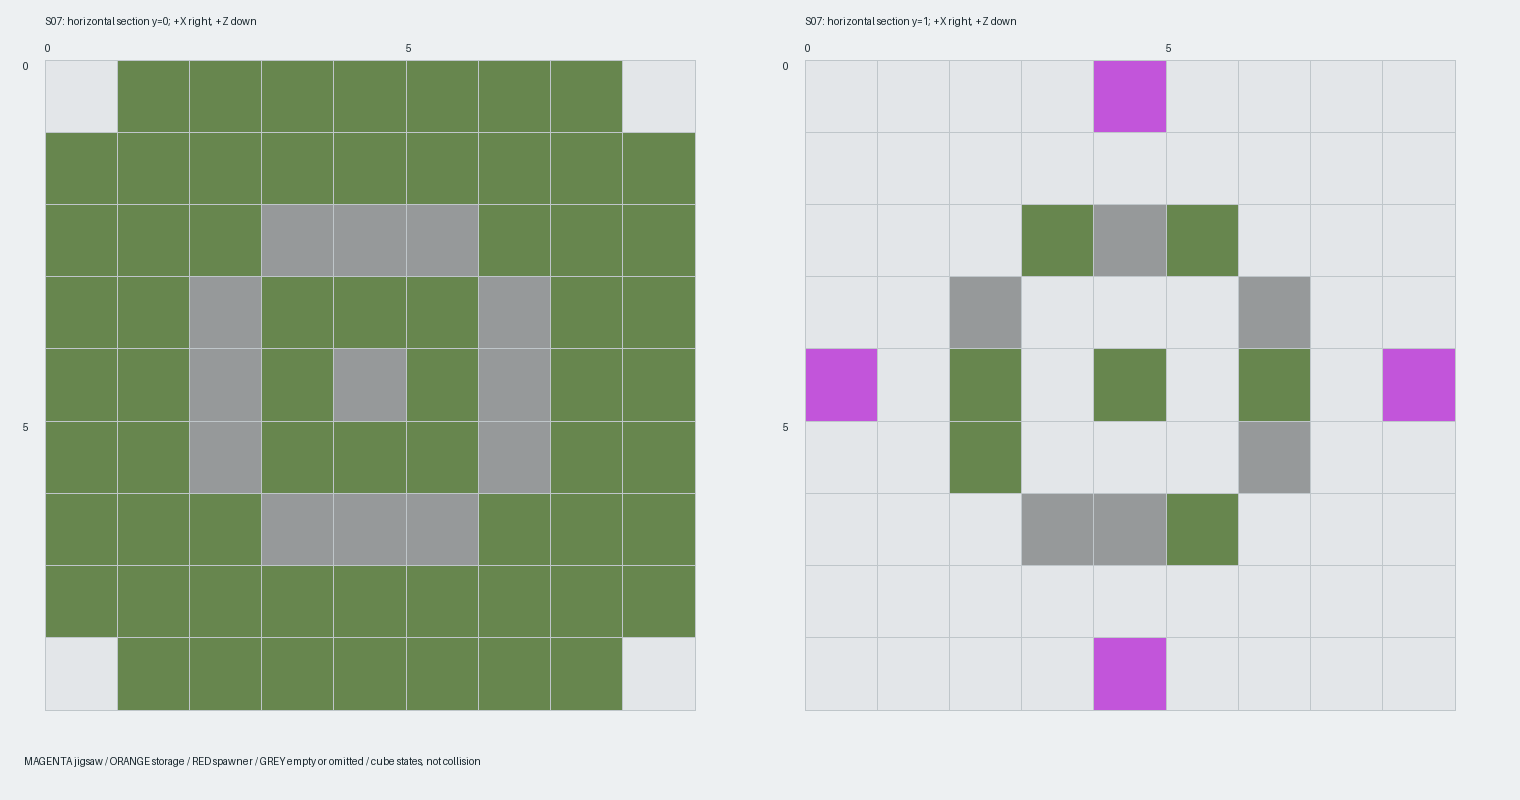 S07: horizontal section y=0; +X right, +Z down
S07: horizontal section y=1; +X right, +Z down
0 5
0 5
0
0
5
5
MAGENTA jigsaw / ORANGE storage / RED spawner / GREY empty or omitted / cube states, not collision